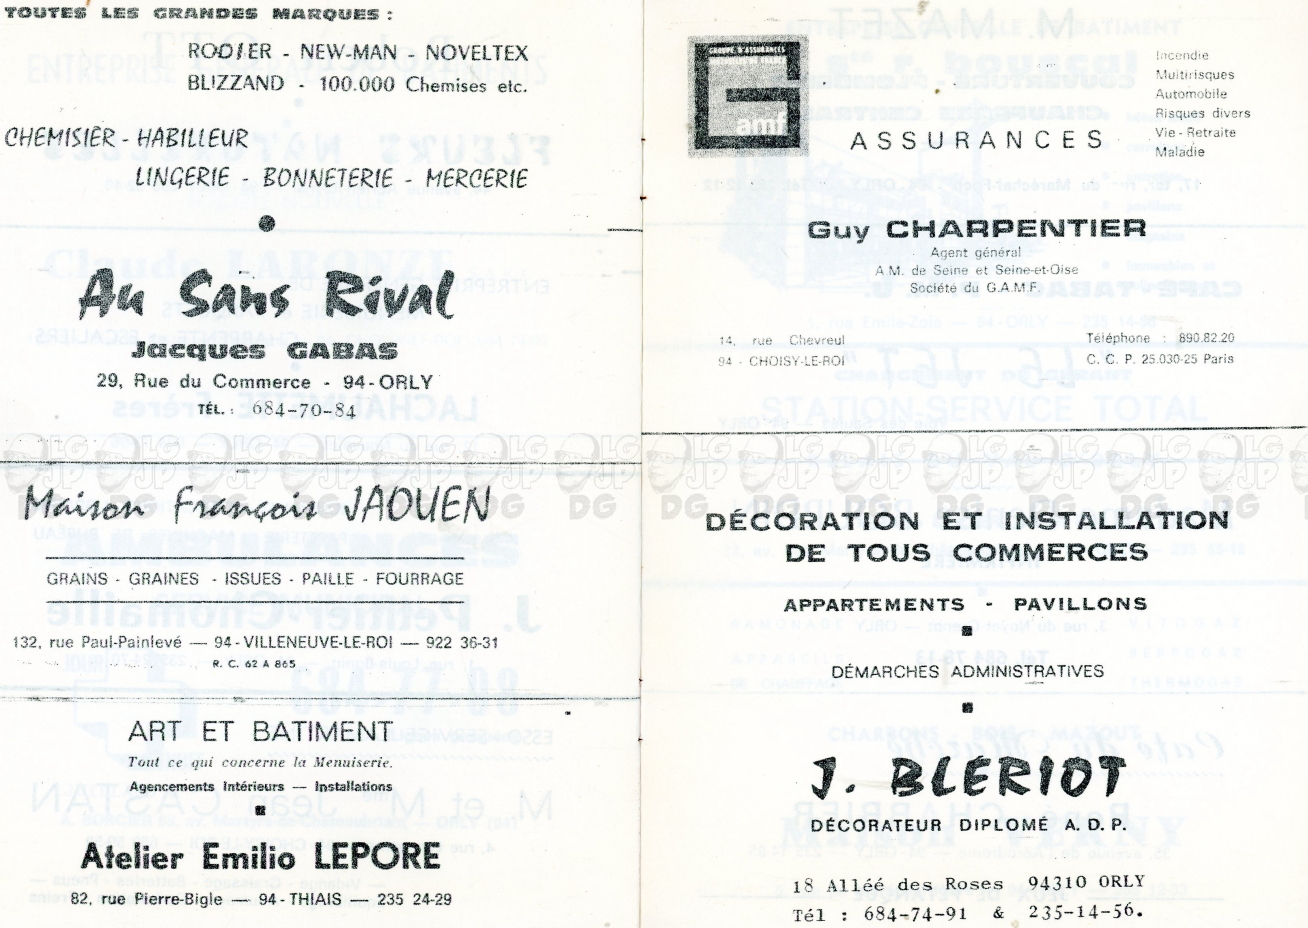 TOUTES LES GRANDES MARQUES :
RODIER - NEW-MAN - NOVELTEX
BLIZZAND - 100.000 Chemises etc.
CHEMISIER - HABILLEUR
LINGERIE - BONNETERIE - MERCERIE
Au Sans Rival
Jacques GABAS
29, Rue du Commerce - 94-ORLY
TÉL. : 684-70-84
Maison François JAOUEN
GRAINS - GRAINES - ISSUES - PAILLE - FOURRAGE
132, rue Paul-Painlevé — 94-VILLENEUVE-LE-ROI — 922 36-31
R. C. 62 A 865
ART ET BATIMENT
Tout ce qui concerne la Menuiserie.
Agencements Intérieurs — Installations
Atelier Emilio LEPORE
82, rue Pierre-Bigle — 94-THIAIS — 235 24-29
amf
ASSURANCES
Incendie
Multirisques
Automobile
Risques divers
Vie - Retraite
Maladie
Guy CHARPENTIER
Agent général
A.M. de Seine et Seine-et-Oise
Société du G.A.M.F.
14, rue Chevreul
94 - CHOISY-LE-ROI
Téléphone : 890.82.20
C. C. P. 25.030-25 Paris
LG JP DG
DÉCORATION ET INSTALLATION
DE TOUS COMMERCES
APPARTEMENTS - PAVILLONS
DÉMARCHES ADMINISTRATIVES
J. BLERIOT
DÉCORATEUR DIPLOMÉ A. D. P.
18 Alléé des Roses 94310 ORLY
Tél : 684-74-91 & 235-14-56.